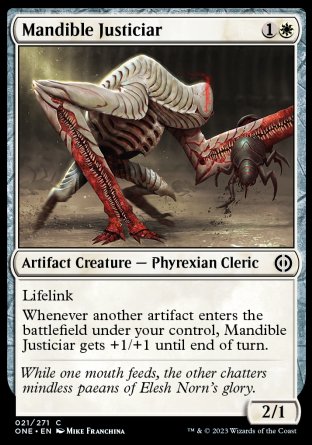 Mandible Justiciar 1
Artifact Creature — Phyrexian Cleric
Lifelink
Whenever another artifact enters the
battlefield under your control, Mandible
Justiciar gets +1/+1 until end of turn.
While one mouth feeds, the other chatters
mindless paeans of Elesh Norn's glory.
2/1
021/271 C
ONE • EN Mike Franchina
™ & © 2023 Wizards of the Coast